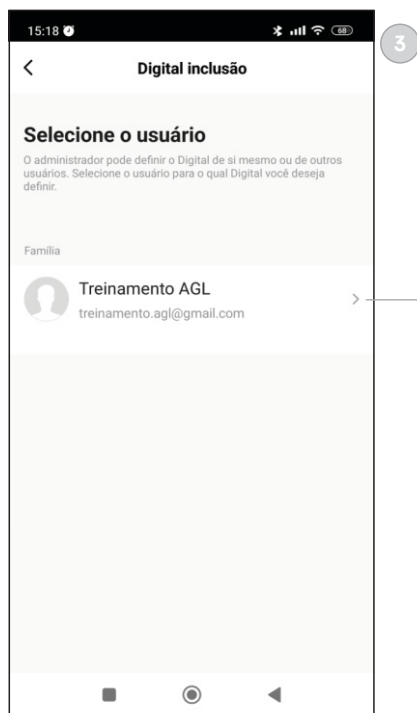 15:18
68
3
Digital inclusão
Selecione o usuário
O administrador pode definir o Digital de si mesmo ou de outros
usuários. Selecione o usuário para o qual Digital você deseja
definir.
Família
Treinamento AGL
treinamento.agl@gmail.com